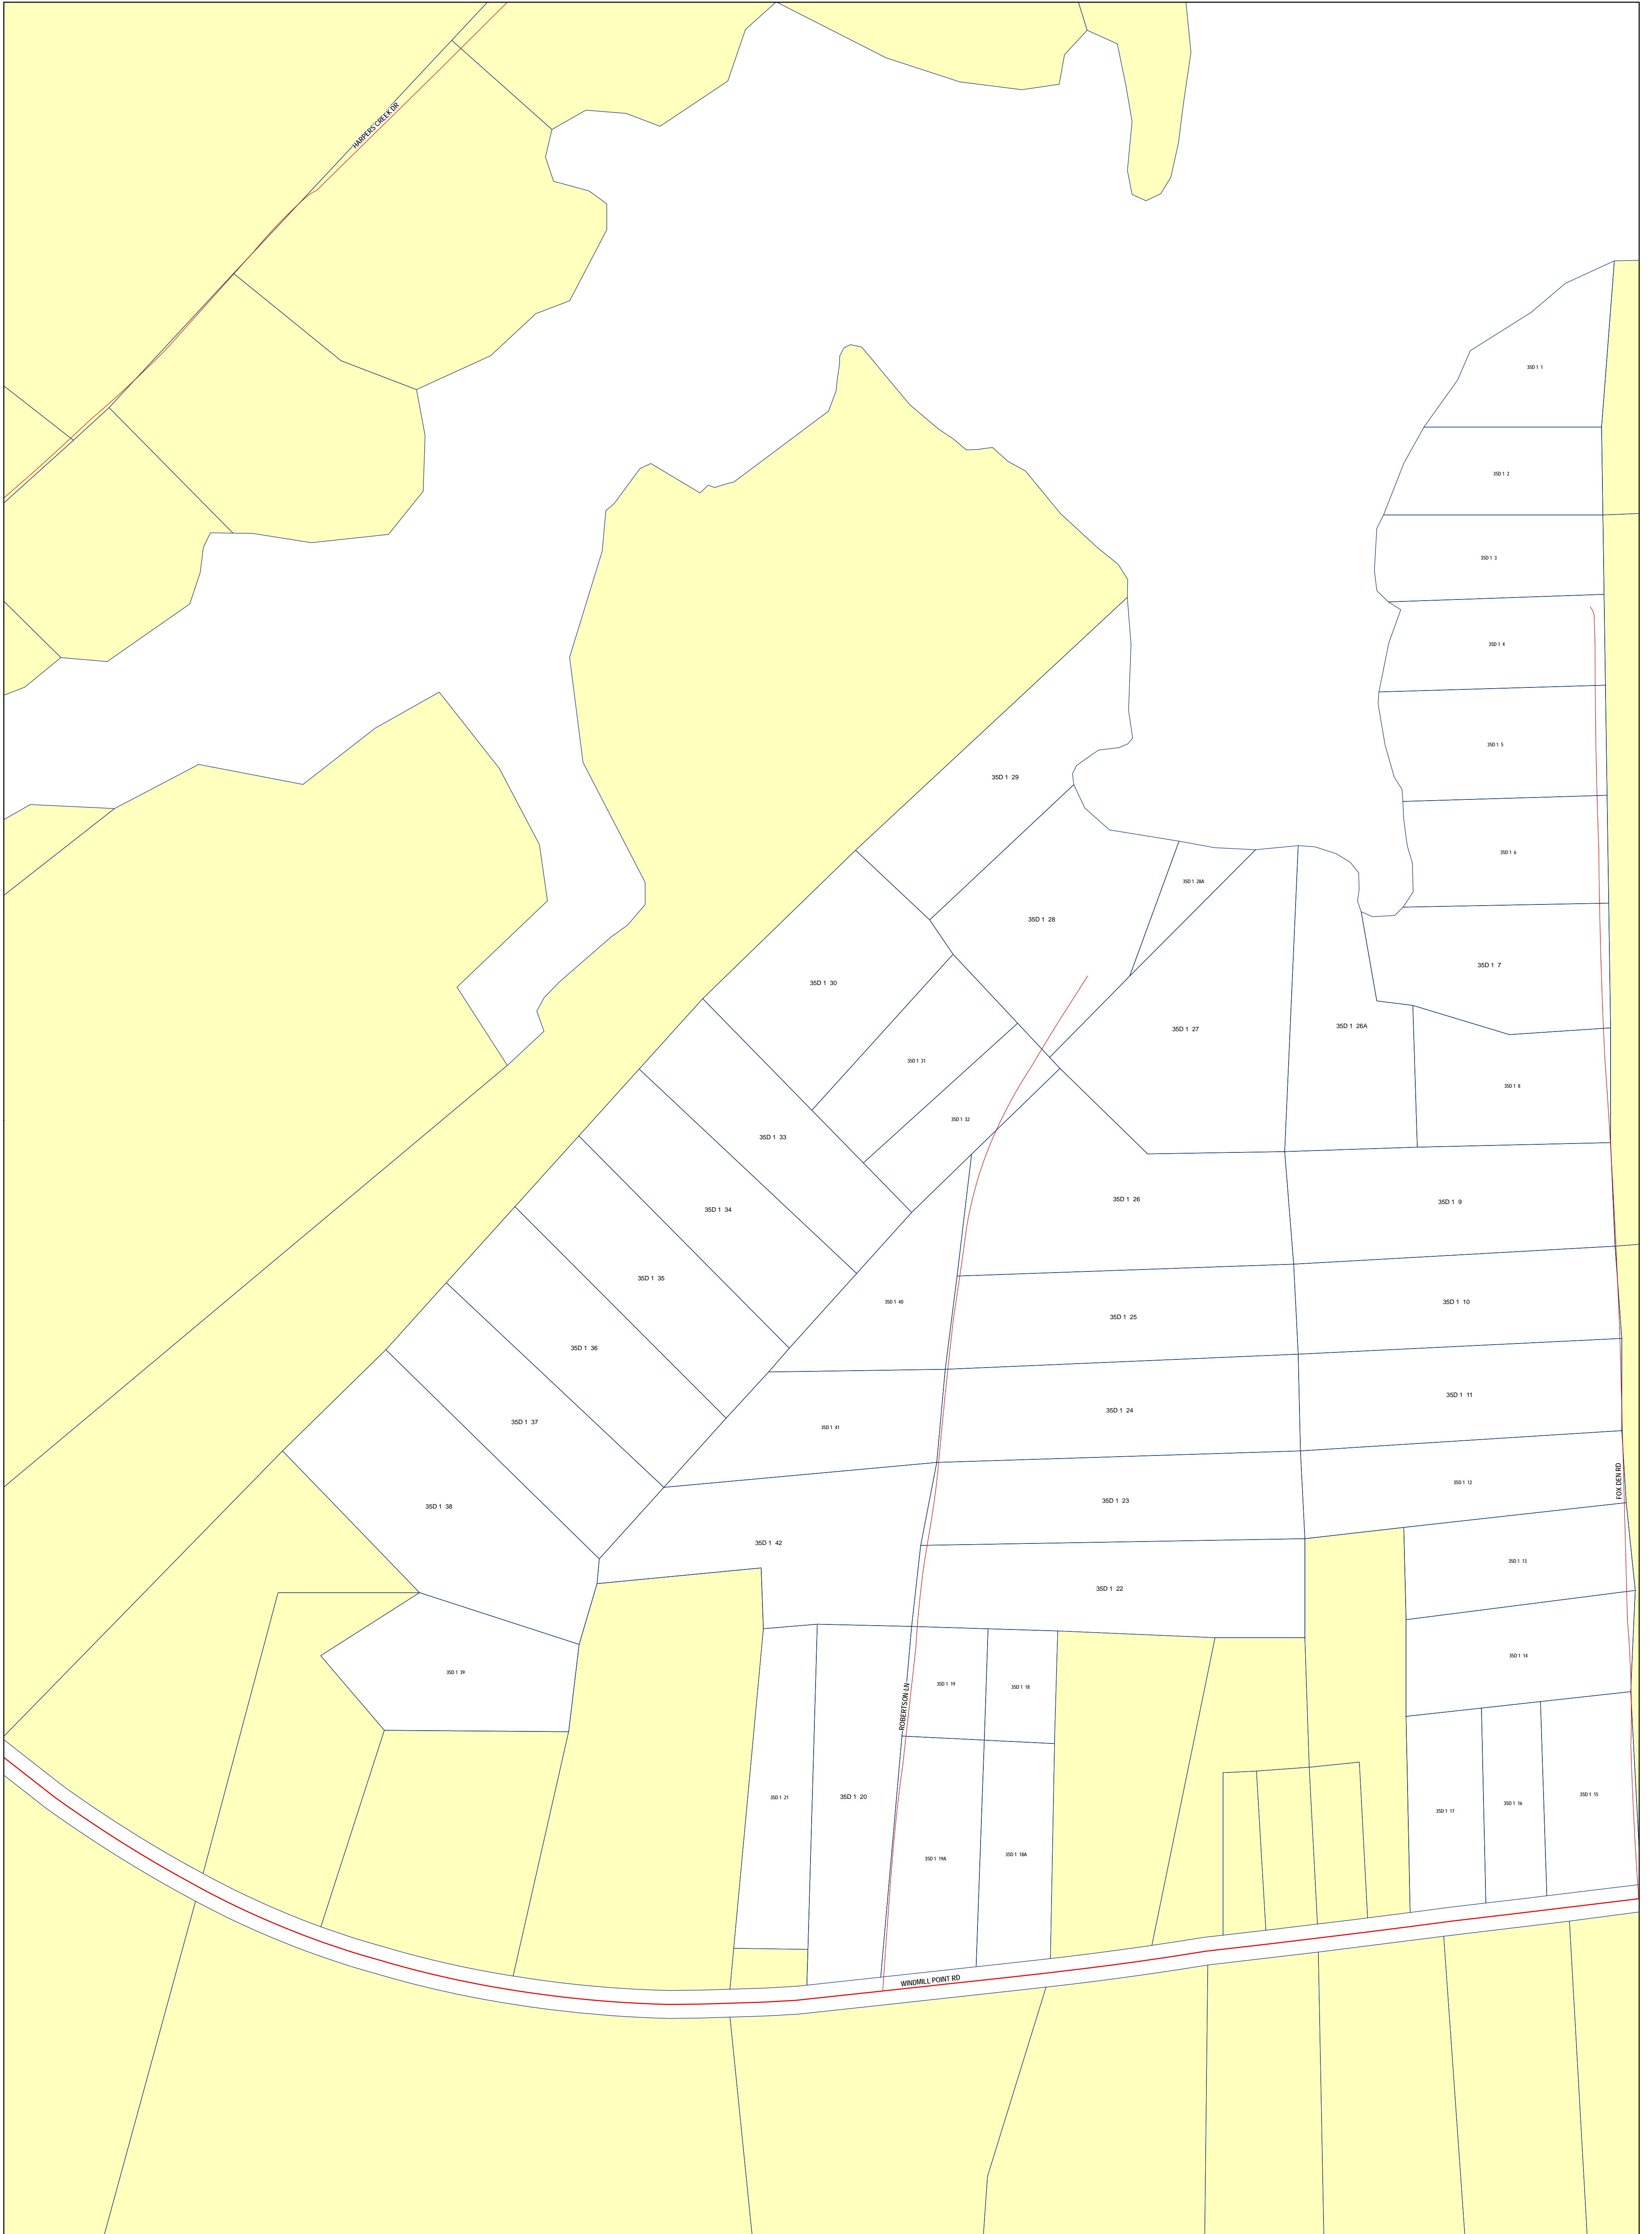 HARPERS CREEK DR
35D 1 1
35D 1 2
35D 1 3
35D 1 4
35D 1 5
35D 1 29
35D 1 6
35D 1 28A
35D 1 28
35D 1 7
35D 1 30
35D 1 27
35D 1 26A
35D 1 31
35D 1 8
35D 1 32
35D 1 33
35D 1 26
35D 1 9
35D 1 34
35D 1 35
35D 1 40
35D 1 25
35D 1 10
35D 1 36
35D 1 24
35D 1 11
35D 1 37
35D 1 41
35D 1 12
FOX DEN RD
35D 1 38
35D 1 23
35D 1 42
35D 1 13
35D 1 22
35D 1 14
35D 1 39
35D 1 19
35D 1 18
ROBERTSON LN
35D 1 21
35D 1 20
35D 1 15
35D 1 16
35D 1 17
35D 1 19A
35D 1 18A
WINDMILL POINT RD